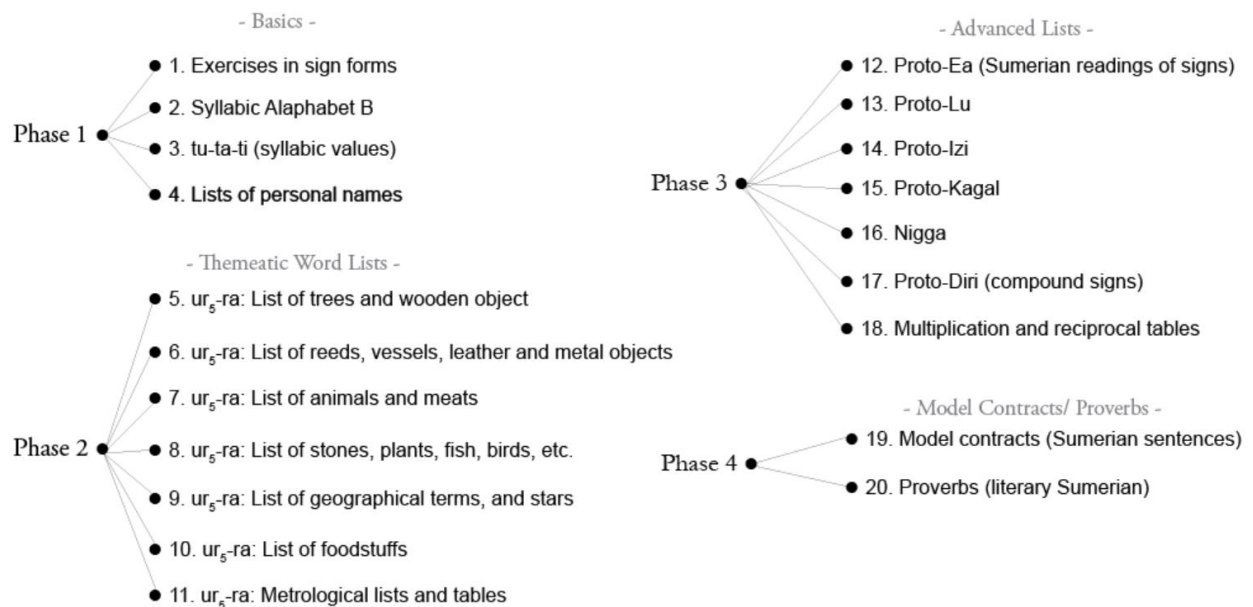 - Basics -
Phase 1
1. Exercises in sign forms
2. Syllabic Alaphabet B
3. tu-ta-ti (syllabic values)
4. Lists of personal names
- Themeatic Word Lists -
Phase 2
5. ur₅-ra: List of trees and wooden object
6. ur₅-ra: List of reeds, vessels, leather and metal objects
7. ur₅-ra: List of animals and meats
8. ur₅-ra: List of stones, plants, fish, birds, etc.
9. ur₅-ra: List of geographical terms, and stars
10. ur₅-ra: List of foodstuffs
11. ur₅-ra: Metrological lists and tables
- Advanced Lists -
Phase 3
12. Proto-Ea (Sumerian readings of signs)
13. Proto-Lu
14. Proto-Izi
15. Proto-Kagal
16. Nigga
17. Proto-Diri (compound signs)
18. Multiplication and reciprocal tables
- Model Contracts/ Proverbs -
Phase 4
19. Model contracts (Sumerian sentences)
20. Proverbs (literary Sumerian)